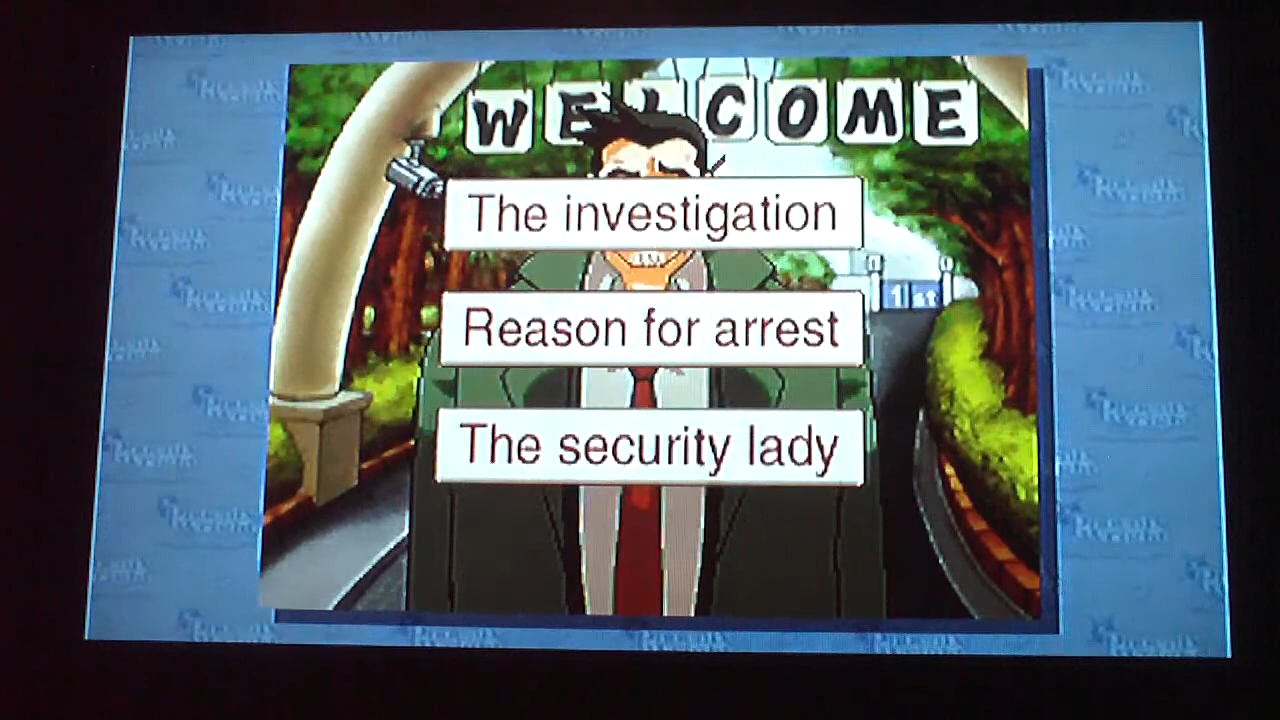 WELCOME
The investigation
1st
Reason for arrest
The security lady